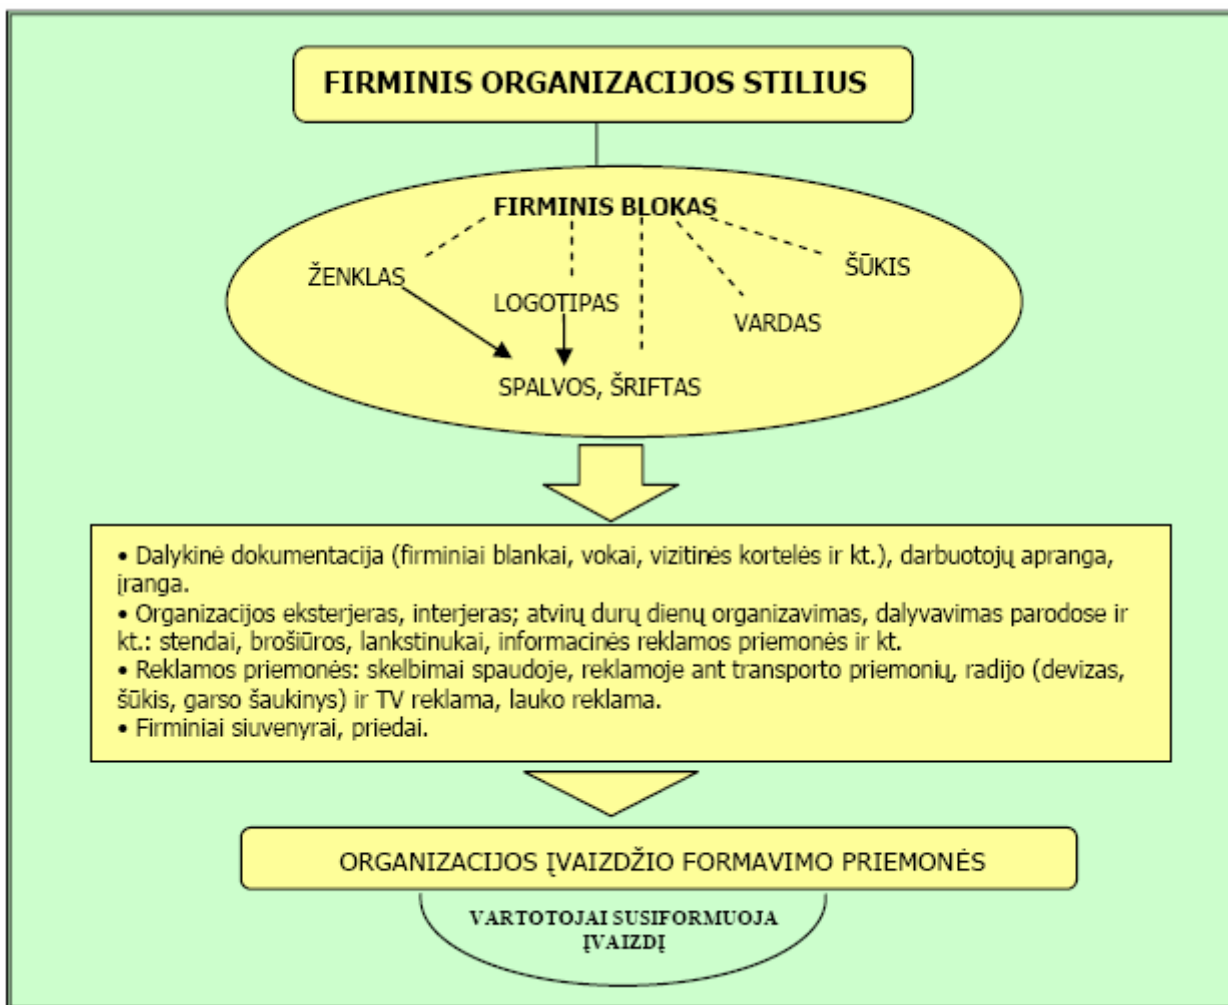 FIRMINIS ORGANIZACIJOS STILIUS
FIRMINIS BLOKAS
ŽENKLAS
LOGOTIPAS
SPALVOS, ŠRIFTAS
VARDAS
ŠŪKIS
• Dalykinė dokumentacija (firminiai blankai, vokai, vizitinės kortelės ir kt.), darbuotojų apranga,
įranga.
• Organizacijos eksterjeras, interjeras; atvirų durų dienų organizavimas, dalyvavimas parodose ir
kt.: stendai, brošiūros, lankstinukai, informacinės reklamos priemonės ir kt.
• Reklamos priemonės: skelbimai spaudoje, reklamoje ant transporto priemonių, radijo (devizas,
šūkis, garso šaukinys) ir TV reklama, lauko reklama.
• Firminiai siuvenyrai, priedai.
ORGANIZACIJOS ĮVAIZDŽIO FORMAVIMO PRIEMONĖS
VARTOTOJAI SUSIFORMUOJA
ĮVAIZDĮ